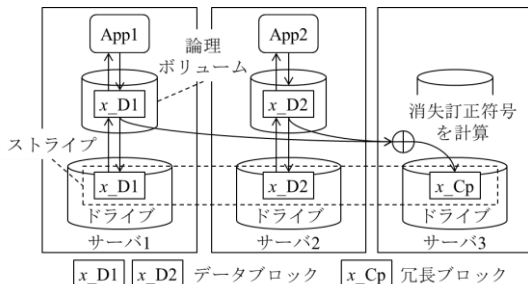 App1
App2
論理
ボリューム
x_D1
x_D2
消失訂正符号
を計算
ストライプ
x_D1
x_D2
x_Cp
ドライブ
ドライブ
ドライブ
サーバ1
サーバ2
サーバ3
x_D1 x_D2 データブロック x_Cp 冗長ブロック